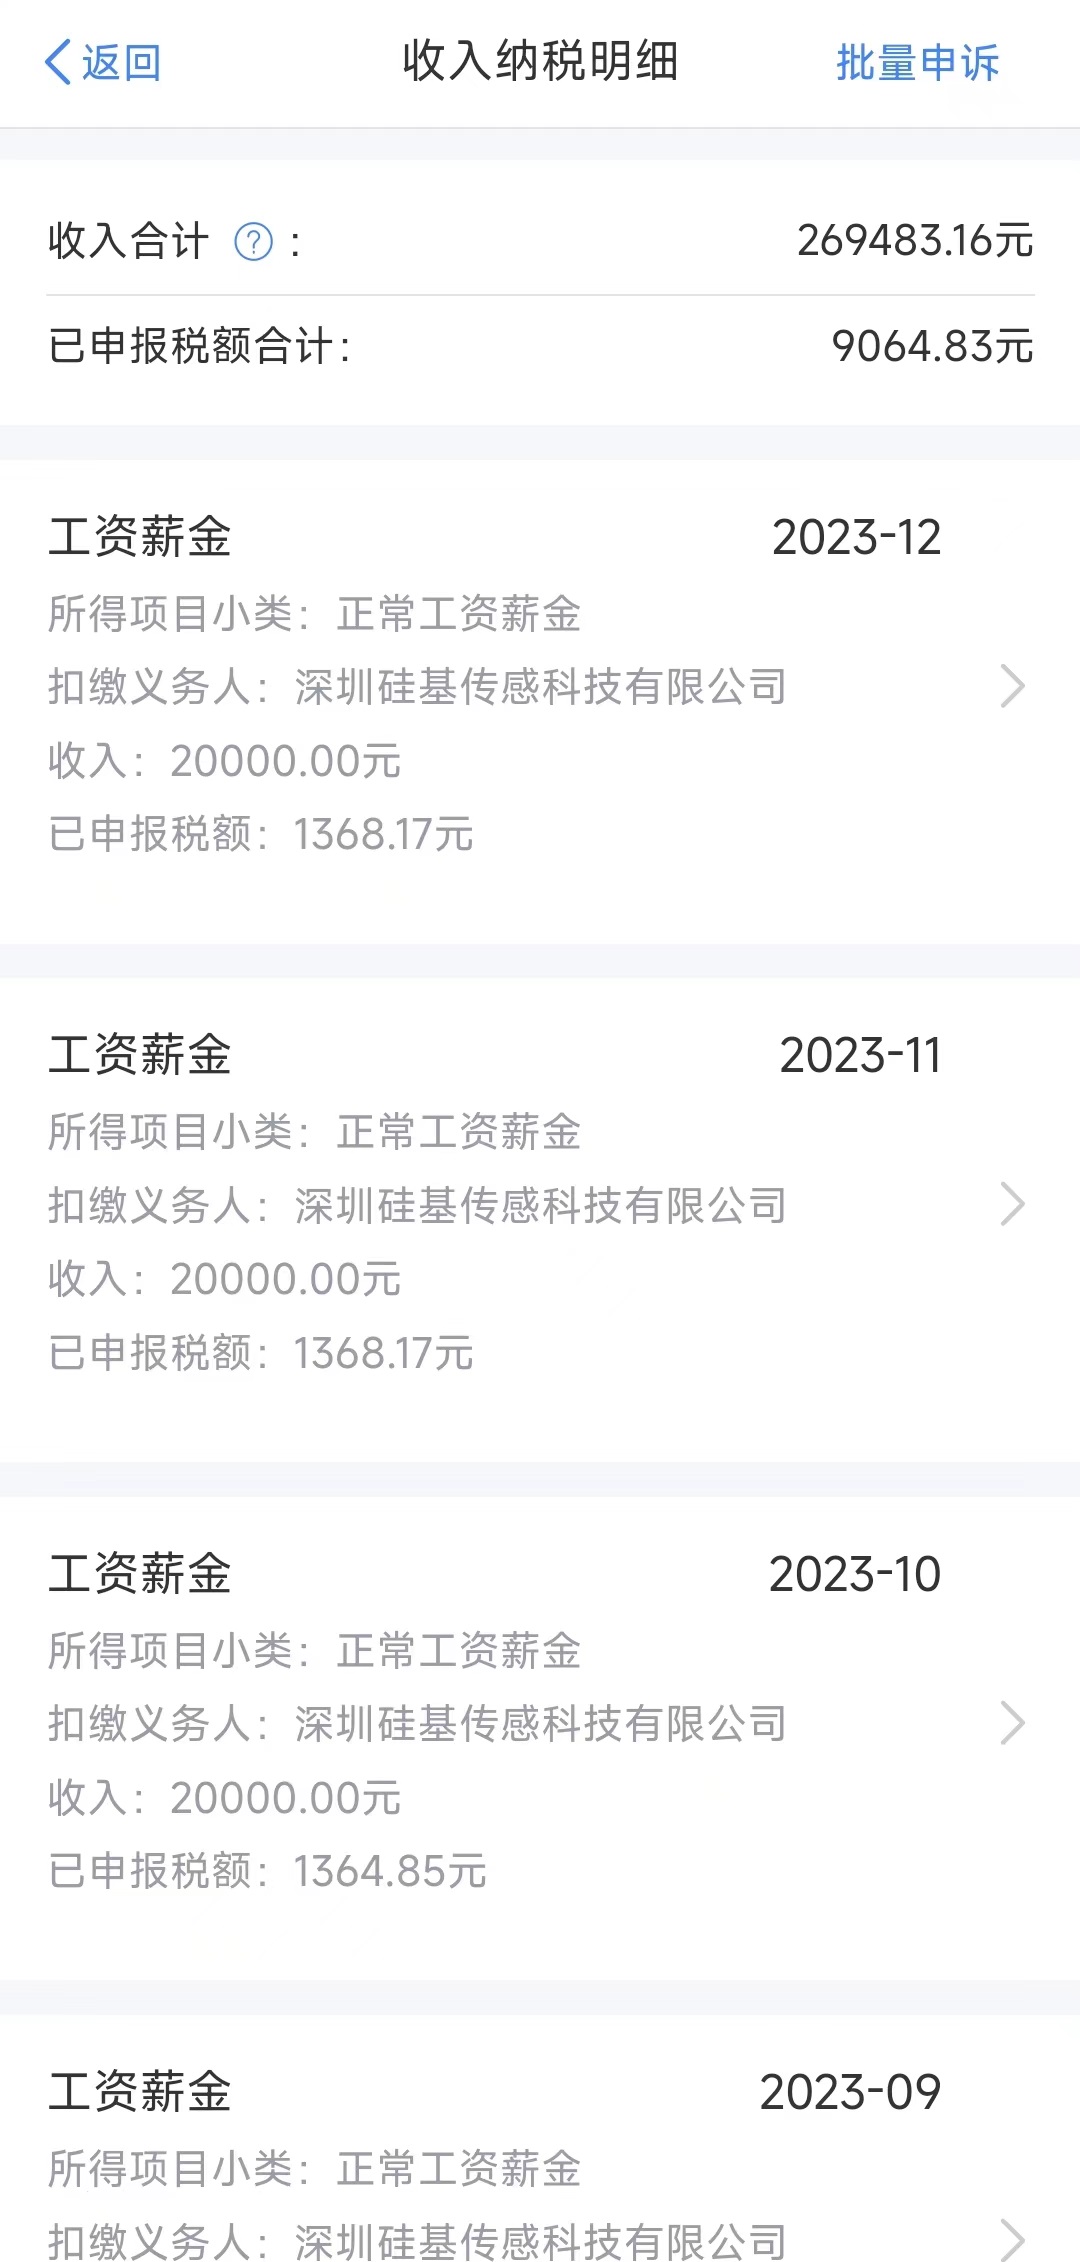 返回 收入纳税明细 批量申诉
收入合计 ? : 269483.16元
已申报税额合计: 9064.83元
工资薪金 2023-12
所得项目小类: 正常工资薪金
扣缴义务人: 深圳硅基传感科技有限公司
收入: 20000.00元
已申报税额: 1368.17元
工资薪金 2023-11
所得项目小类: 正常工资薪金
扣缴义务人: 深圳硅基传感科技有限公司
收入: 20000.00元
已申报税额: 1368.17元
工资薪金 2023-10
所得项目小类: 正常工资薪金
扣缴义务人: 深圳硅基传感科技有限公司
收入: 20000.00元
已申报税额: 1364.85元
工资薪金 2023-09
所得项目小类: 正常工资薪金
扣缴义务人: 深圳硅基传感科技有限公司